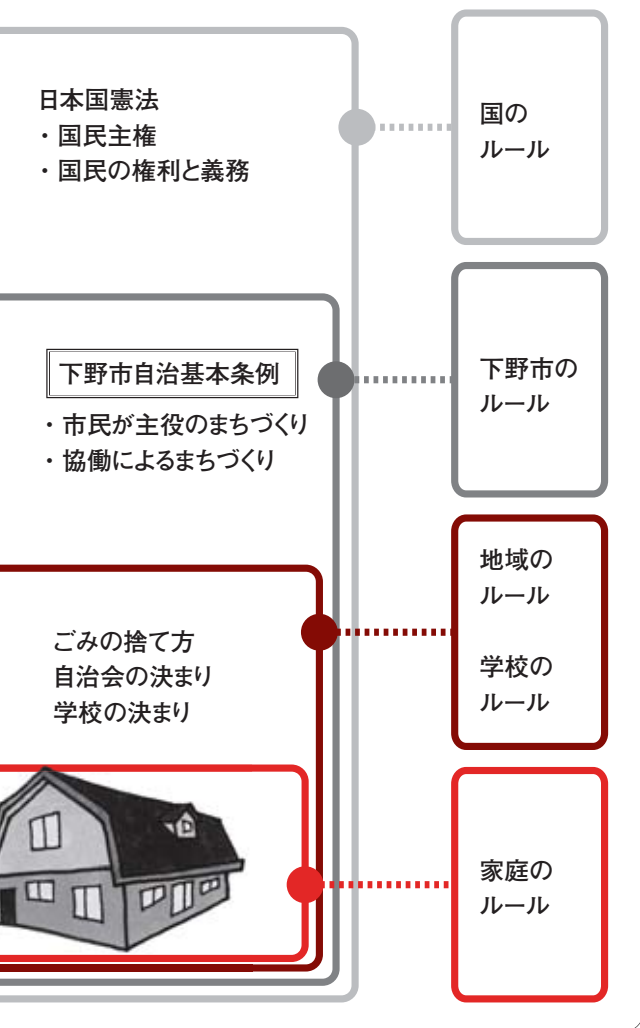 日本国憲法
・国民主権
・国民の権利と義務
国の
ルール
下野市自治基本条例
・市民が主役のまちづくり
・協働によるまちづくり
下野市の
ルール
ごみの捨て方
自治会の決まり
学校の決まり
地域の
ルール
学校の
ルール
家庭の
ルール